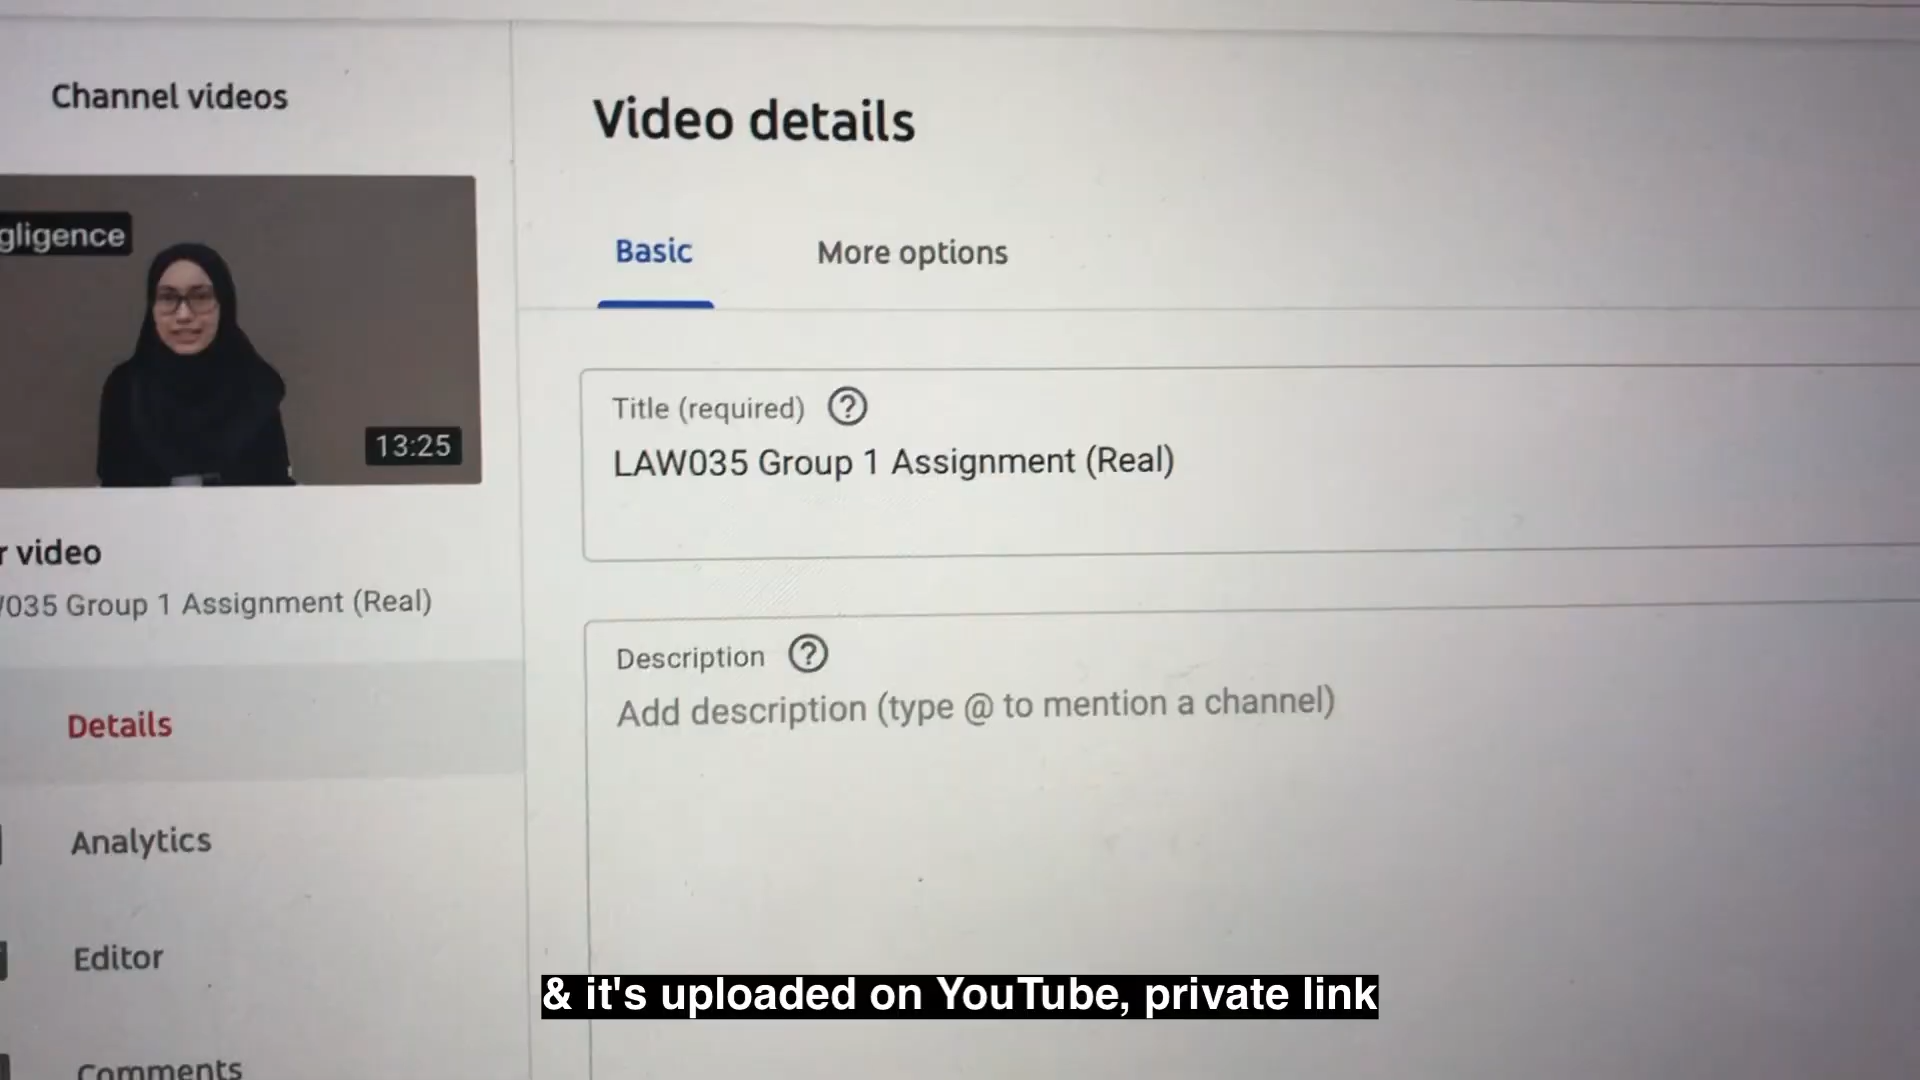 Channel videos
gligence
13:25
r video
035 Group 1 Assignment (Real)
Details
Analytics
Editor
Comments
Video details
Basic
More options
Title (required)
LAW035 Group 1 Assignment (Real)
Description
Add description (type @ to mention a channel)
& it's uploaded on YouTube, private link